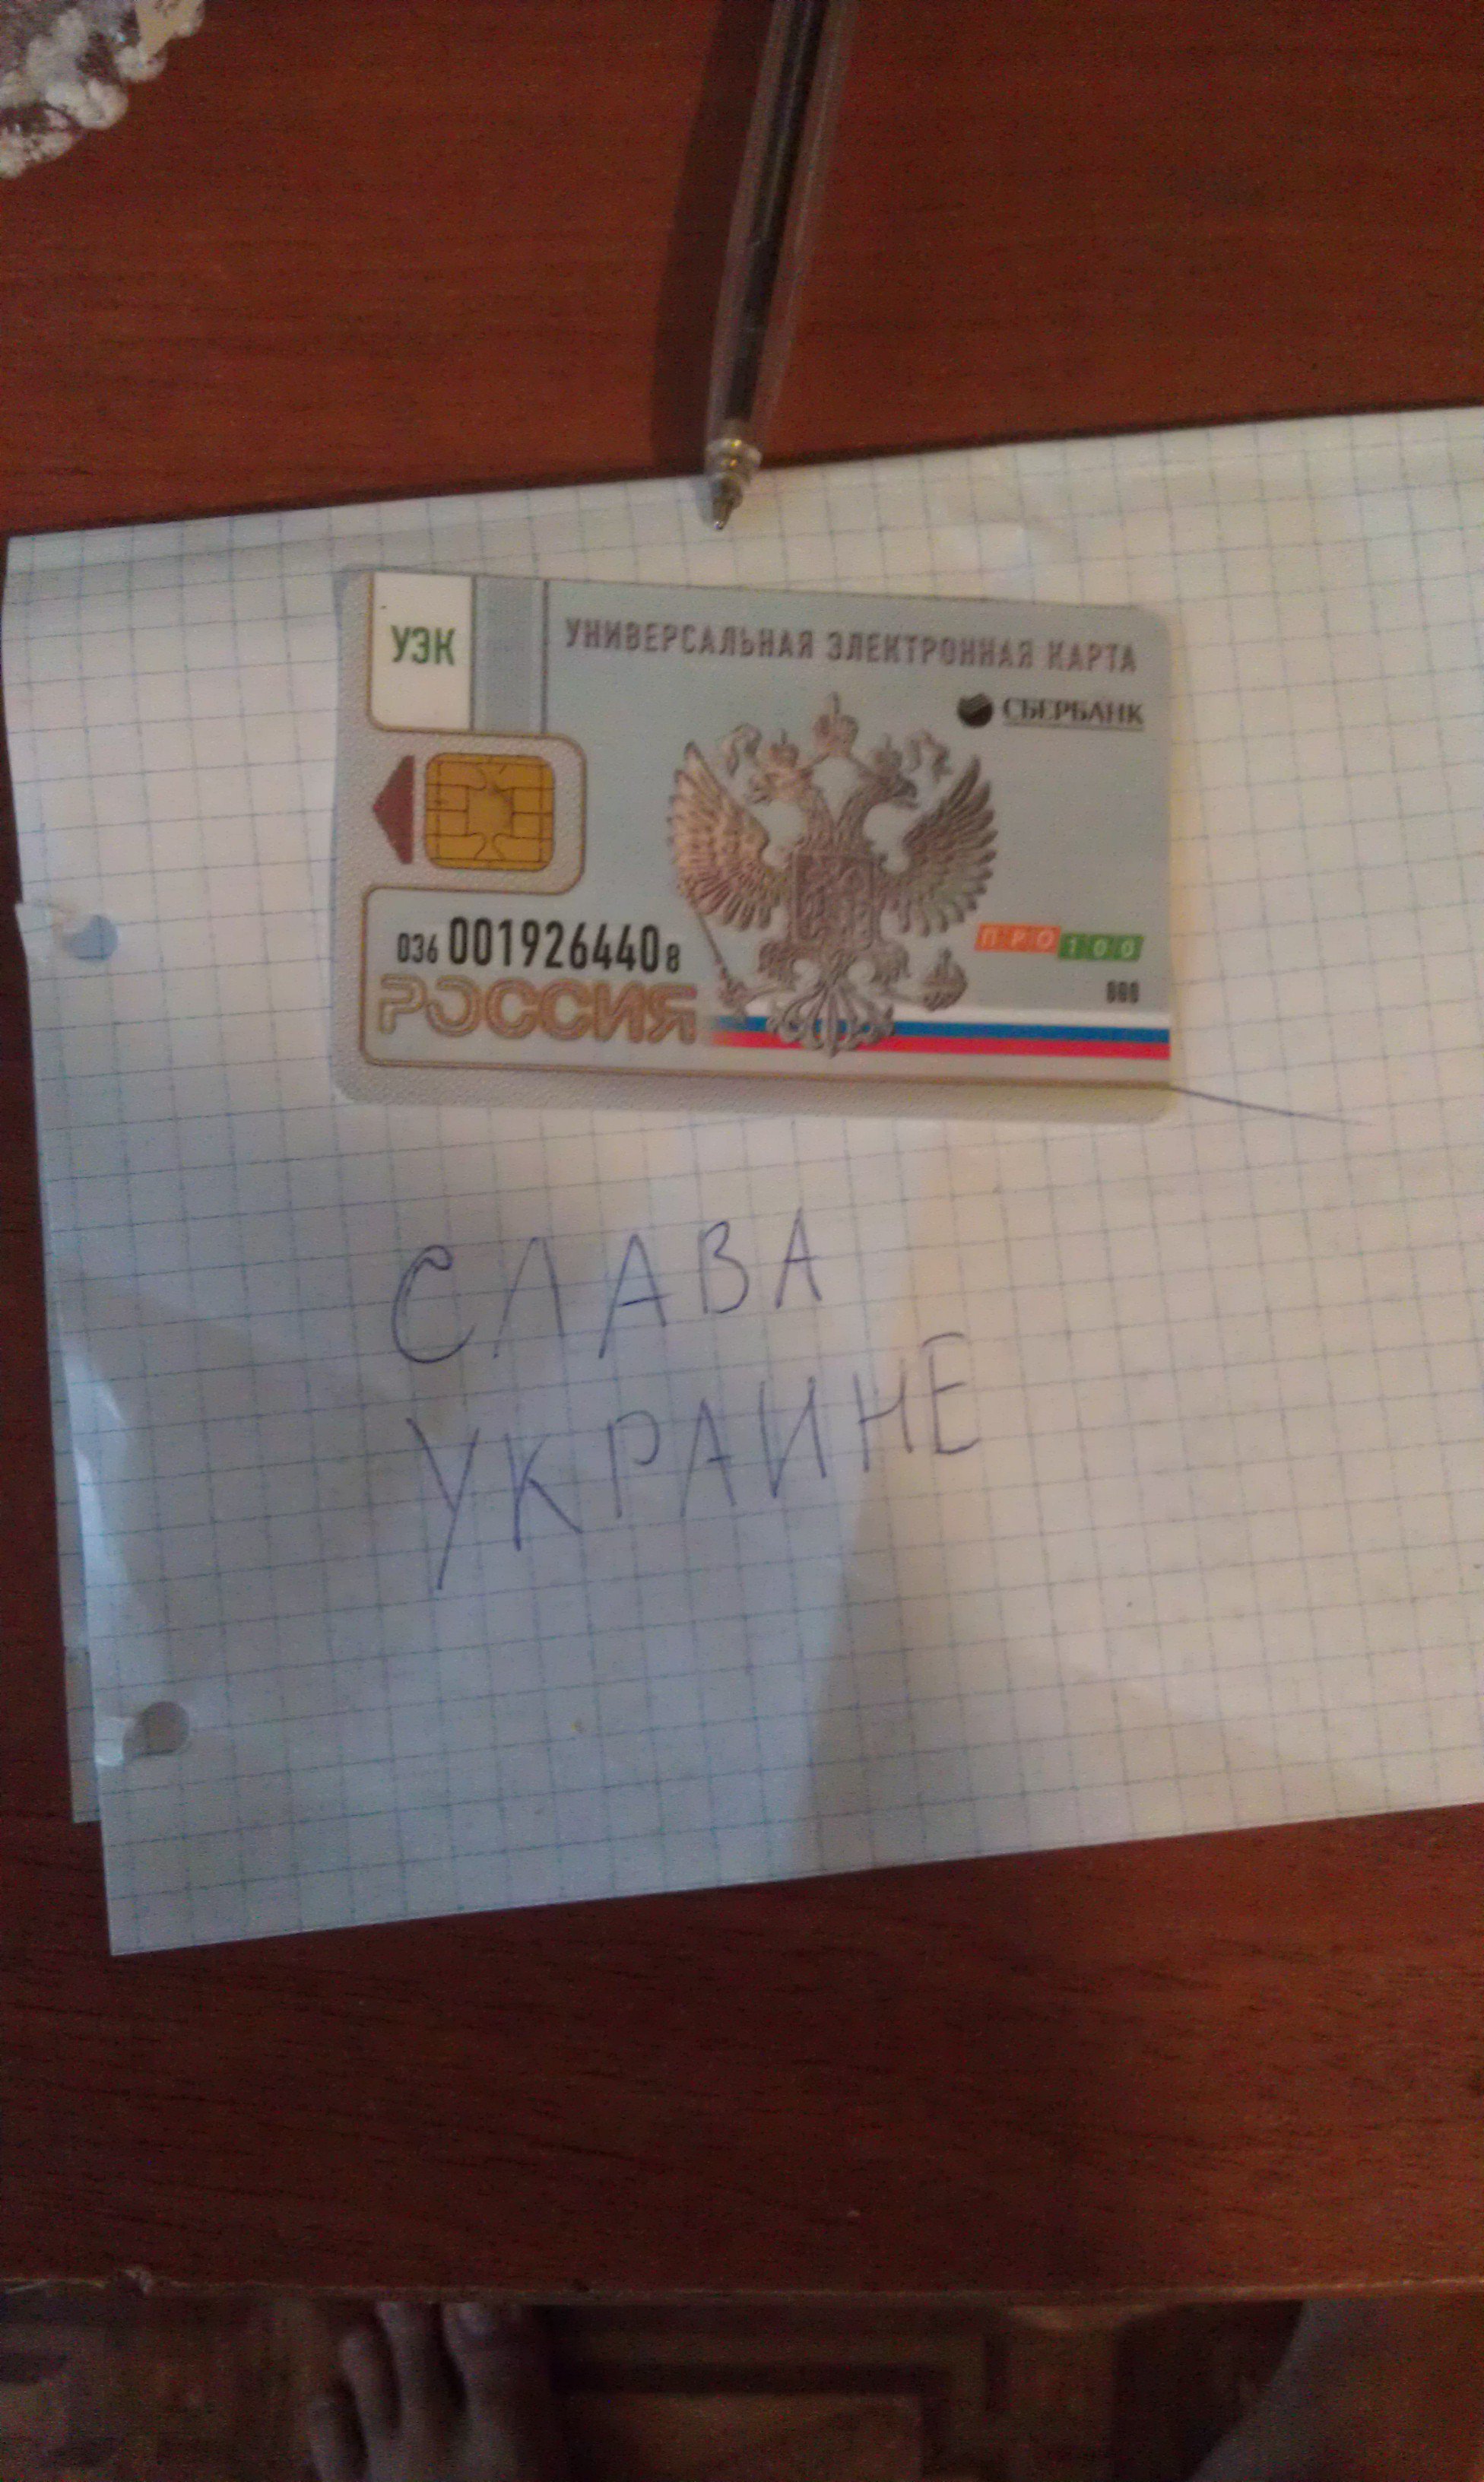 УЭК
УНИВЕРСАЛЬНАЯ ЭЛЕКТРОННАЯ КАРТА
СБЕРБАНК
036 001926440 8
РОССИЯ
ПРО100
СЛАВА
УКРАИНЕ